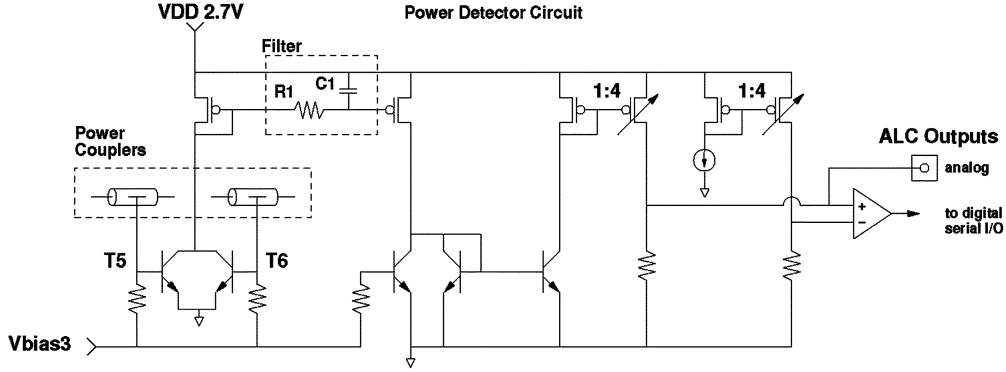 VDD 2.7V
Power Detector Circuit
Filter
R1
C1
1:4
1:4
Power
Couplers
ALC Outputs
analog
T5
T6
+
−
to digital
serial I/O
Vbias3